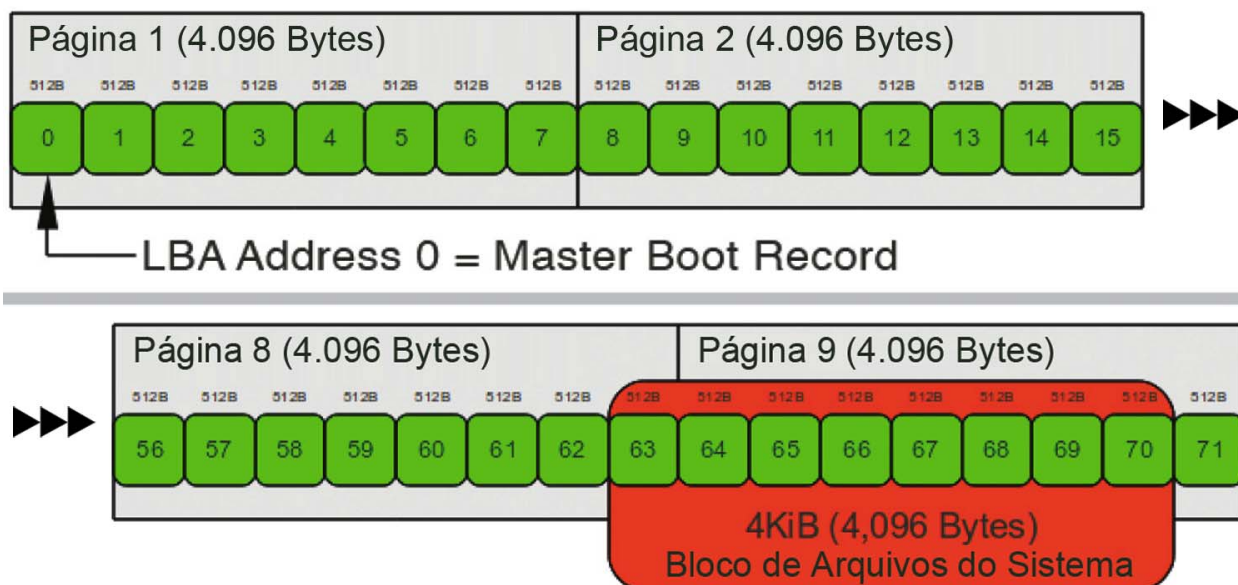 Página 1 (4.096 Bytes) Página 2 (4.096 Bytes)
512B 512B 512B 512B 512B 512B 512B 512B 512B 512B 512B 512B 512B 512B 512B 512B
0 1 2 3 4 5 6 7 8 9 10 11 12 13 14 15
LBA Address 0 = Master Boot Record
Página 8 (4.096 Bytes) Página 9 (4.096 Bytes)
512B 512B 512B 512B 512B 512B 512B 512B 512B 512B 512B 512B 512B 512B 512B 512B
56 57 58 59 60 61 62 63 64 65 66 67 68 69 70 71
4KiB (4,096 Bytes)
Bloco de Arquivos do Sistema